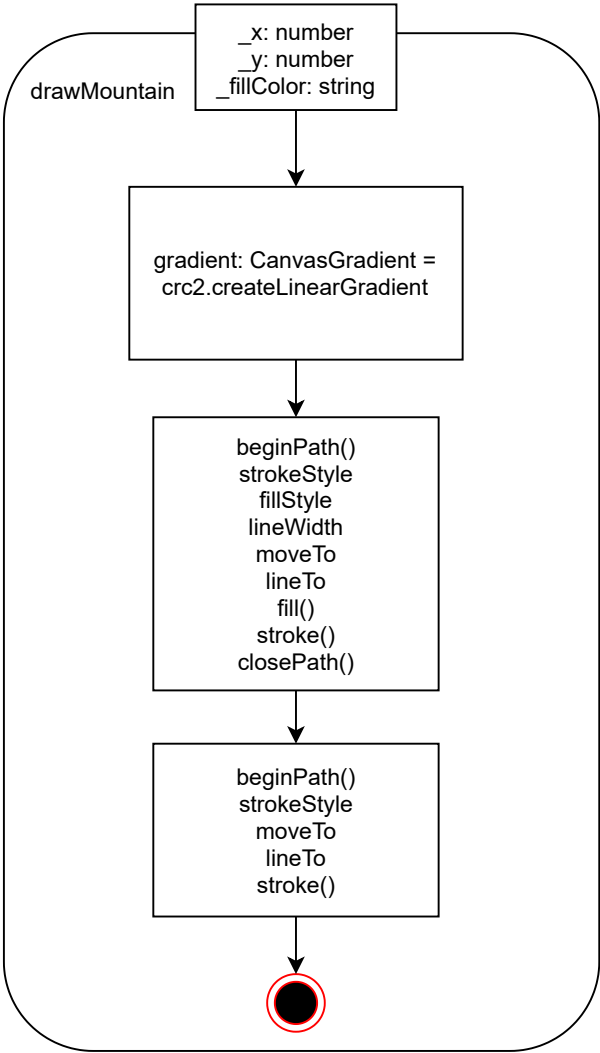 _x: number
_y: number
_fillColor: string
drawMountain
gradient: CanvasGradient =
crc2.createLinearGradient
beginPath()
strokeStyle
fillStyle
lineWidth
moveTo
lineTo
fill()
stroke()
closePath()
beginPath()
strokeStyle
moveTo
lineTo
stroke()